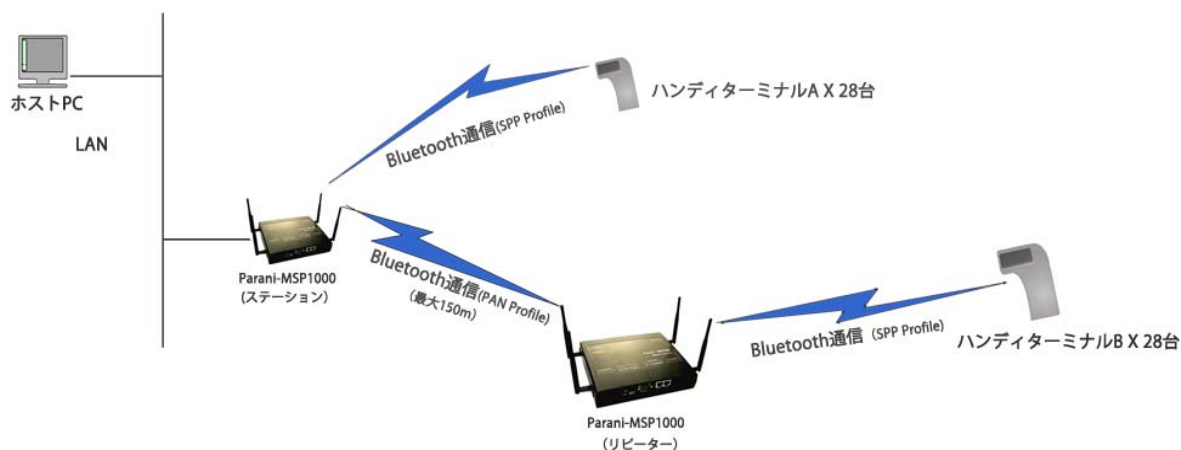 ホストPC
LAN
ハンディターミナルA X 28台
Bluetooth通信(SPP Profile)
Parani-MSP1000
(ステーション)
Bluetooth通信(PAN Profile)
(最大150m)
Bluetooth通信 (SPP Profile)
ハンディターミナルB X 28台
Parani-MSP1000
(リピーター)